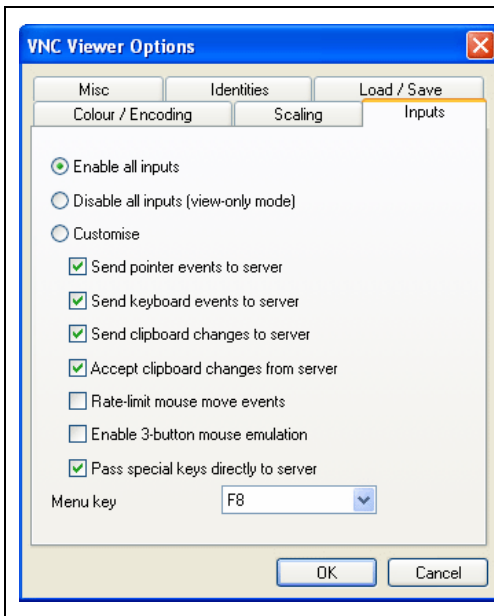 VNC Viewer Options
Misc Identities Load / Save
Colour / Encoding Scaling Inputs
Enable all inputs
Disable all inputs (view-only mode)
Customise
Send pointer events to server
Send keyboard events to server
Send clipboard changes to server
Accept clipboard changes from server
Rate-limit mouse move events
Enable 3-button mouse emulation
Pass special keys directly to server
Menu key F8
OK Cancel